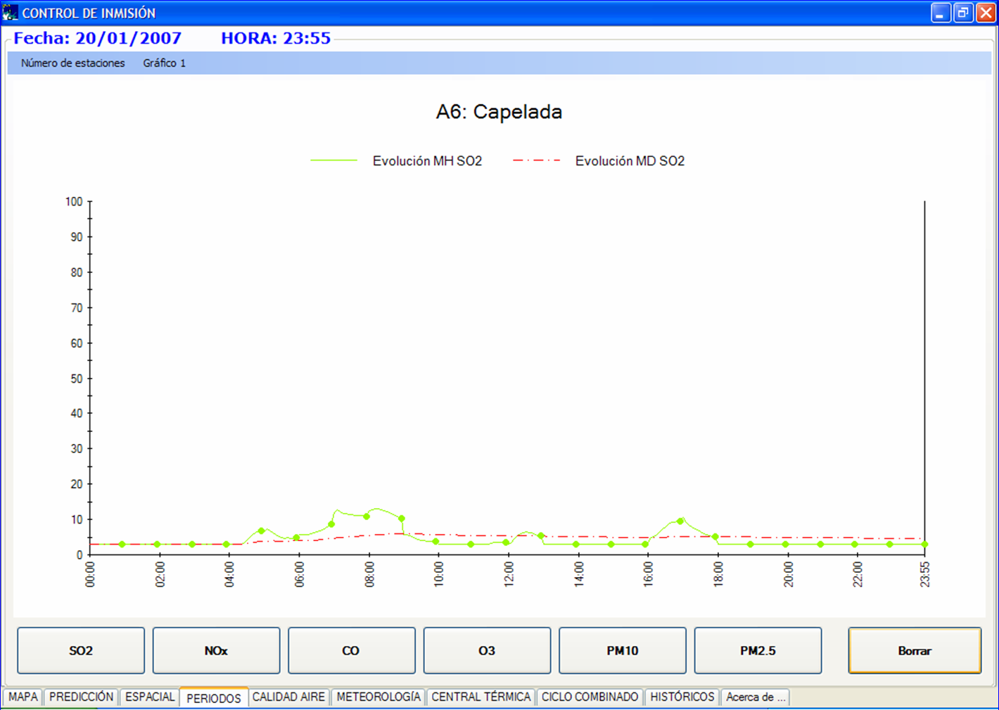 CONTROL DE INMISIÓN
Fecha: 20/01/2007 HORA: 23:55
Número de estaciones Gráfico 1
A6: Capelada
Evolución MH SO2 Evolución MD SO2
100
90
80
70
60
50
40
30
20
10
0
00:00 02:00 04:00 06:00 08:00 10:00 12:00 14:00 16:00 18:00 20:00 22:00 23:55
SO2 NOx CO O3 PM10 PM2.5 Borrar
MAPA PREDICCIÓN ESPACIAL PERIODOS CALIDAD AIRE METEOROLOGÍA CENTRAL TÉRMICA CICLO COMBINADO HISTÓRICOS Acerca de ...